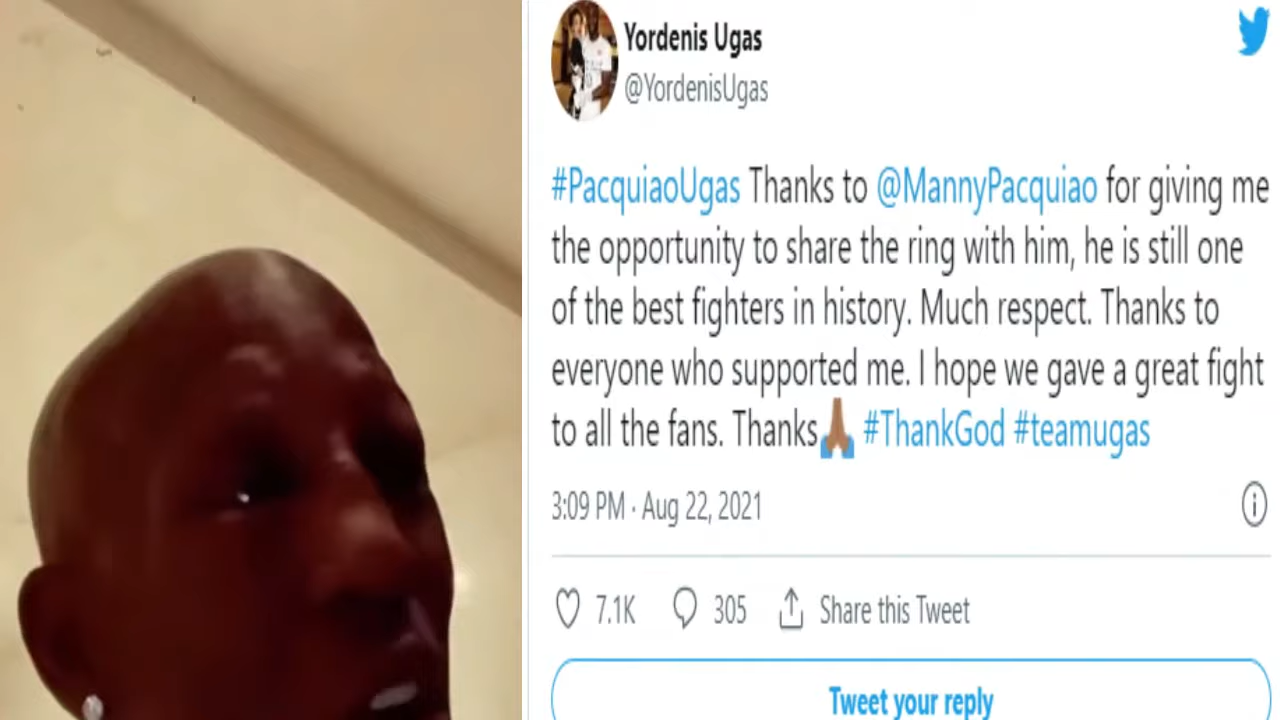 Yordenis Ugas
@YordenisUgas
#PacquiaoUgas Thanks to @MannyPacquiao for giving me
the opportunity to share the ring with him, he is still one
of the best fighters in history. Much respect. Thanks to
everyone who supported me. I hope we gave a great fight
to all the fans. Thanks🙏🏾 #ThankGod #teamugas
3:09 PM · Aug 22, 2021
7.1K 305 Share this Tweet
Tweet your reply